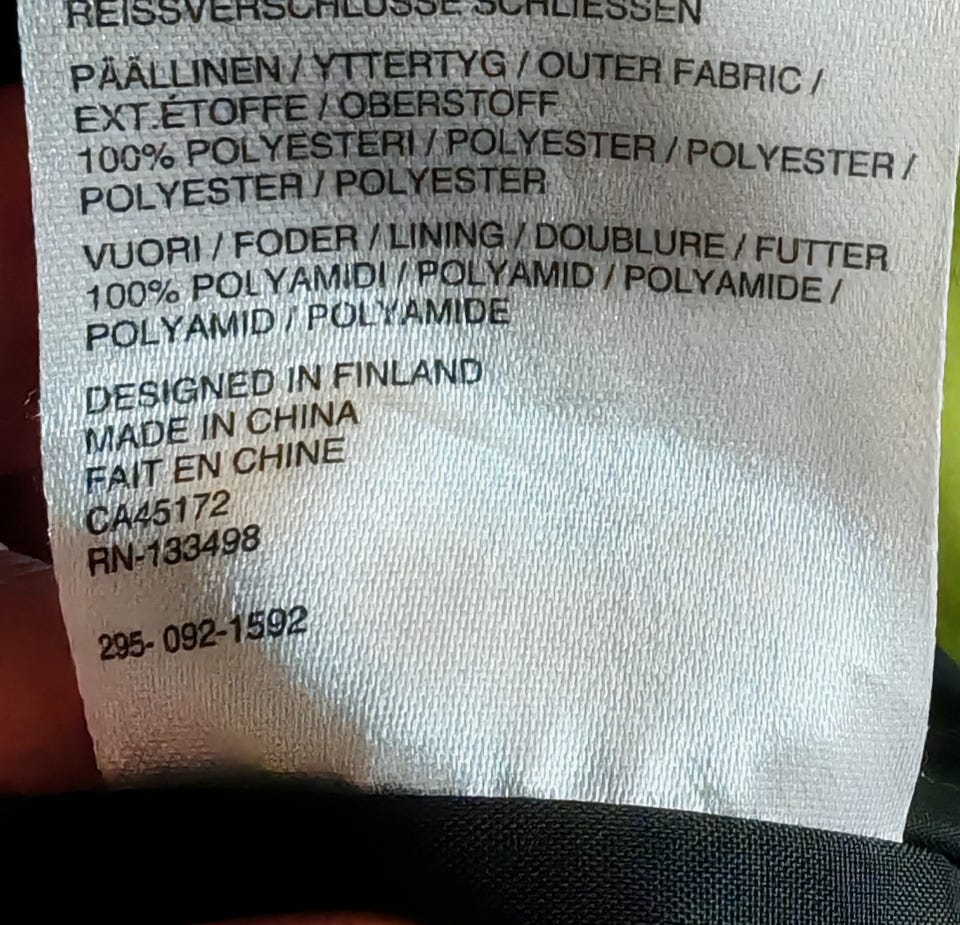 REISSVERSCHLÜSSE SCHLIESSEN
PÄÄLLINEN / YTTERTYG / OUTER FABRIC /
EXT.ÉTOFFE / OBERSTOFF
100% POLYESTERI / POLYESTER / POLYESTER /
POLYESTER / POLYESTER
VUORI / FODER / LINING / DOUBLURE / FUTTER
100% POLYAMIDI / POLYAMID / POLYAMIDE /
POLYAMID / POLYAMIDE
DESIGNED IN FINLAND
MADE IN CHINA
FAIT EN CHINE
CA45172
RN-133498
295- 092-1592